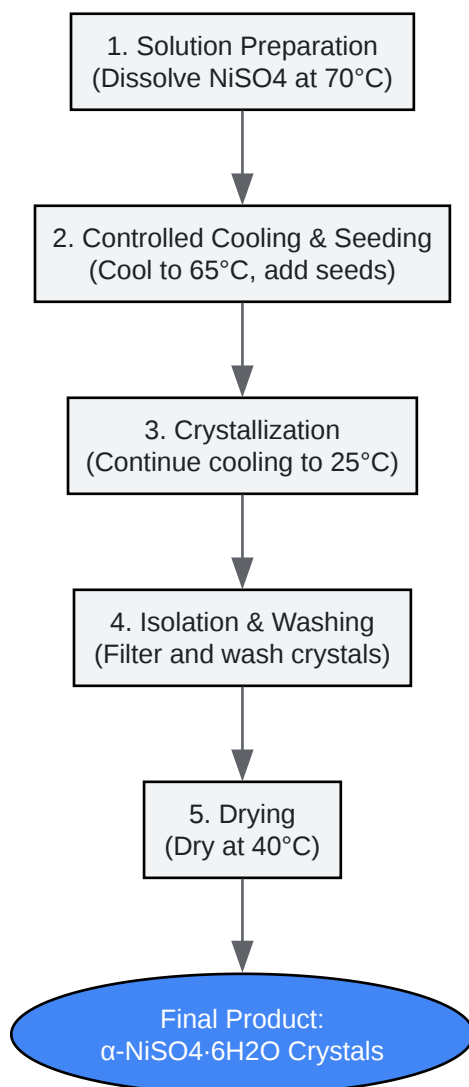 1. Solution Preparation
(Dissolve NiSO4 at 70°C)
2. Controlled Cooling & Seeding
(Cool to 65°C, add seeds)
3. Crystallization
(Continue cooling to 25°C)
4. Isolation & Washing
(Filter and wash crystals)
5. Drying
(Dry at 40°C)
Final Product:
α-NiSO4·6H2O Crystals